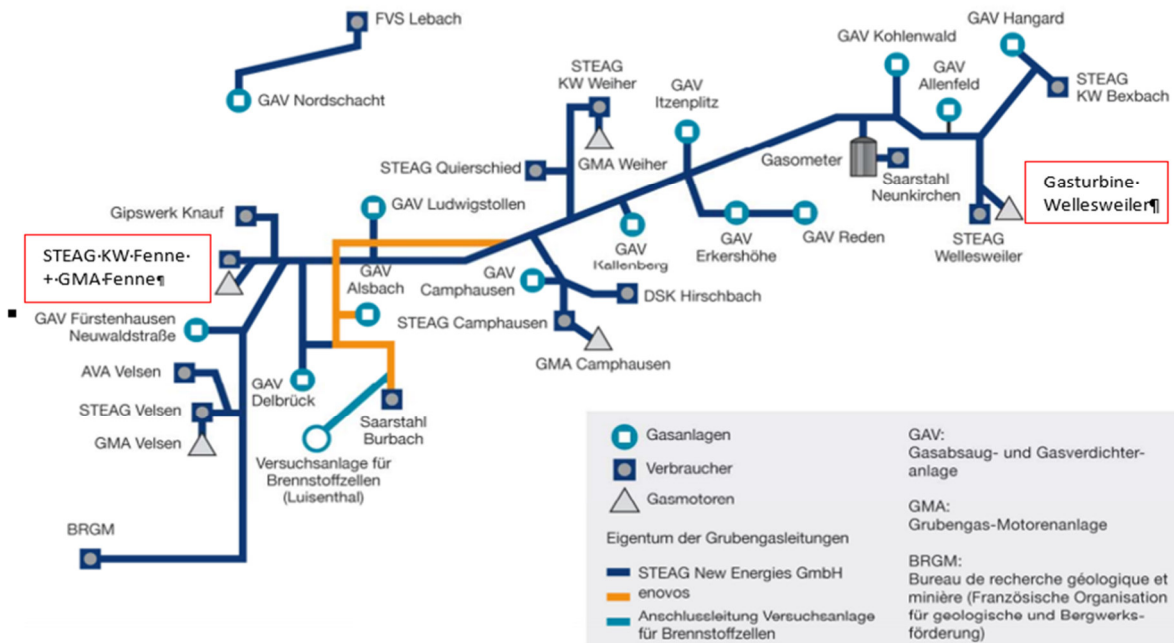 FVS Lebach
GAV Nordschacht
GAV Hangard
GAV Kohlenwald
GAV
Allenfeld
STEAG
KW Bexbach
STEAG
KW Weiher
GAV
Itzenplitz
GMA Weiher
STEAG Quierschied
Gasometer
Saarstahl
Neunkirchen
Gasturbine·
Wellesweiler¶
STEAG
Wellesweiler
Gipswerk Knauf
GAV Ludwigstollen
GAV
Kallenberg
GAV
Erkershöhe
GAV Reden
STEAG·KW·Fenne·
+·GMA·Fenne¶
GAV
Alsbach
GAV
Camphausen
DSK Hirschbach
STEAG Camphausen
GMA Camphausen
GAV Fürstenhausen
Neuwaldstraße
AVA Velsen
STEAG Velsen
GMA Velsen
GAV
Delbrück
Saarstahl
Burbach
Versuchsanlage für
Brennstoffzellen
(Luisenthal)
BRGM
Gasanlagen
Verbraucher
Gasmotoren
Eigentum der Grubengasleitungen
STEAG New Energies GmbH
enovos
Anschlussleitung Versuchsanlage
für Brennstoffzellen
GAV:
Gasabsaug- und Gasverdichter-
anlage
GMA:
Grubengas-Motorenanlage
BRGM:
Bureau de recherche géologique et
minière (Französische Organisation
für geologische und Bergwerks-
förderung)